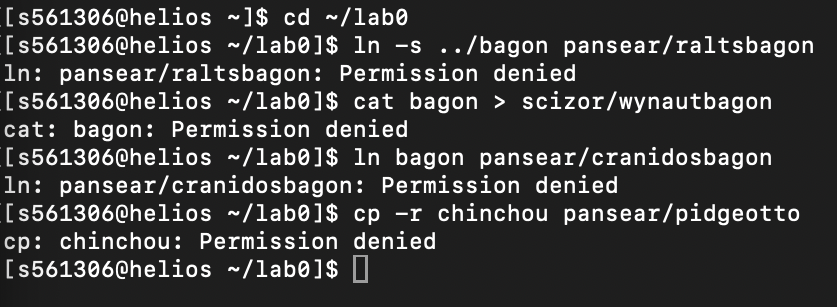 [[s561306@helios ~]$ cd ~/lab0
[[s561306@helios ~/lab0]$ ln -s ../bagon pansear/raltsbagon
ln: pansear/raltsbagon: Permission denied
[[s561306@helios ~/lab0]$ cat bagon > scizor/wynautbagon
cat: bagon: Permission denied
[[s561306@helios ~/lab0]$ ln bagon pansear/cranidosbagon
ln: pansear/cranidosbagon: Permission denied
[[s561306@helios ~/lab0]$ cp -r chinchou pansear/pidgeotto
cp: chinchou: Permission denied
[s561306@helios ~/lab0]$